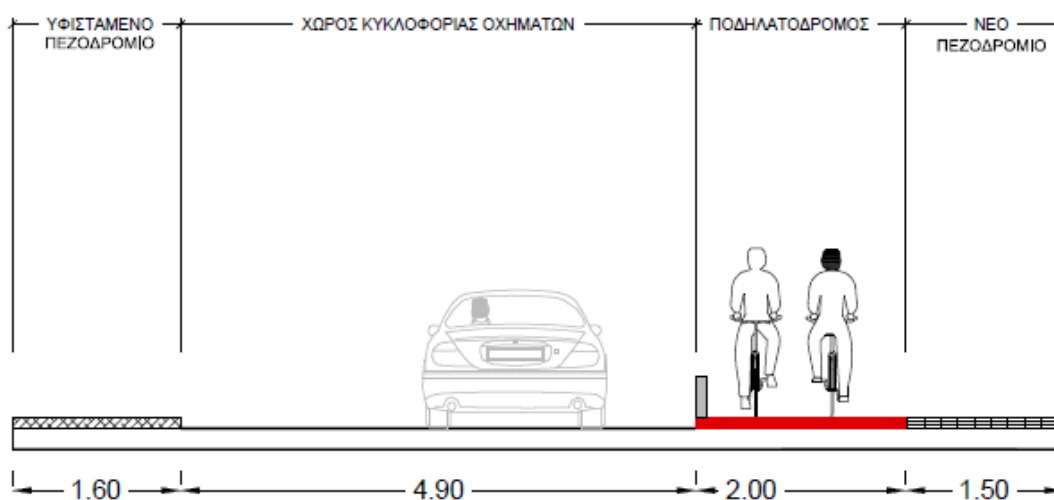 ΥΦΙΣΤΑΜΕΝΟ
ΠΕΖΟΔΡΟΜΙΟ
ΧΩΡΟΣ ΚΥΚΛΟΦΟΡΙΑΣ ΟΧΗΜΑΤΩΝ
ΠΟΔΗΛΑΤΟΔΡΟΜΟΣ
ΝΕΟ
ΠΕΖΟΔΡΟΜΙΟ
1.60
4.90
2.00
1.50